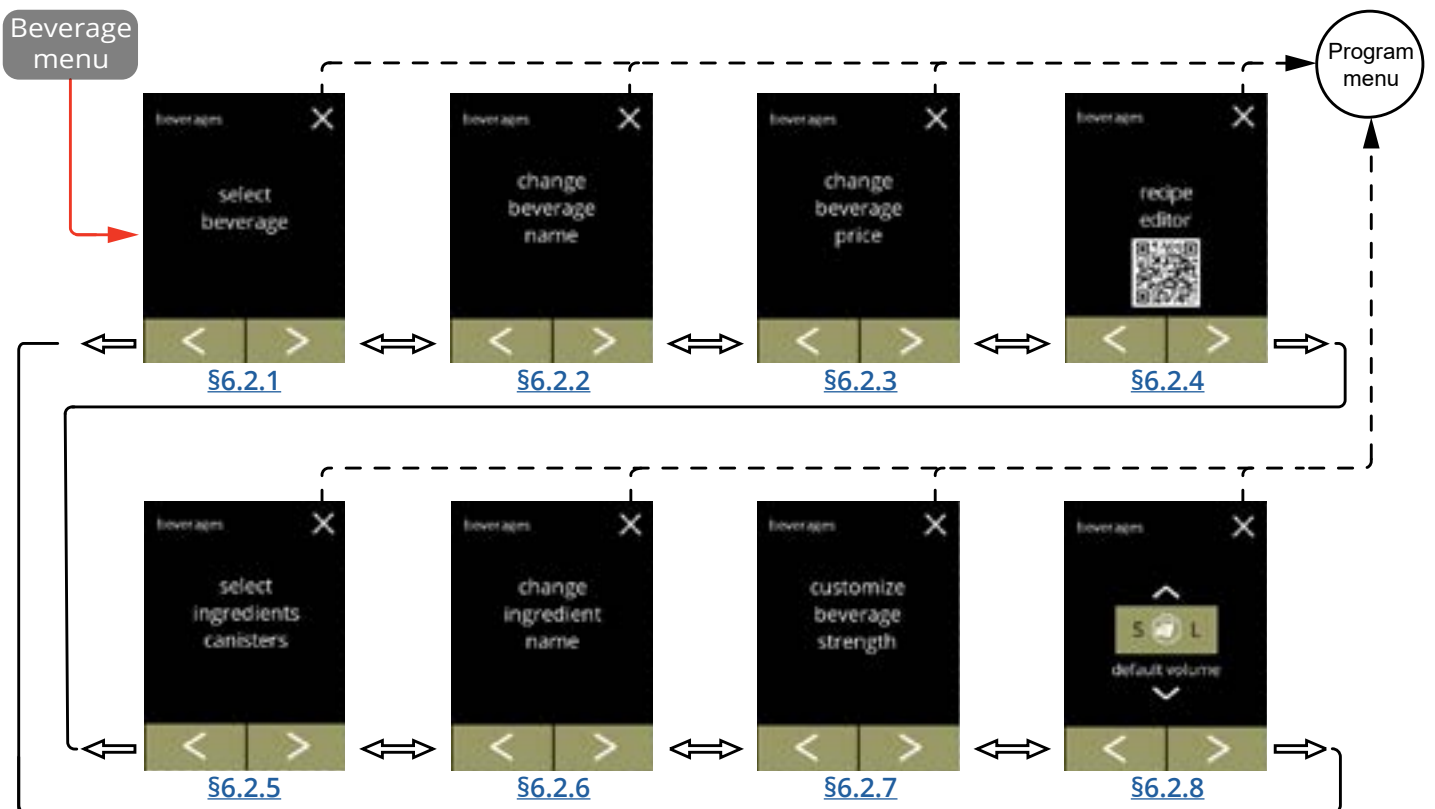 Beverage
menu
Program
menu
beverages
select
beverage
§6.2.1
beverages
change
beverage
name
§6.2.2
beverages
change
beverage
price
§6.2.3
beverages
recipe
editor
§6.2.4
beverages
select
ingredients
canisters
§6.2.5
beverages
change
ingredient
name
§6.2.6
beverages
customize
beverage
strength
§6.2.7
beverages
S L
default volume
§6.2.8